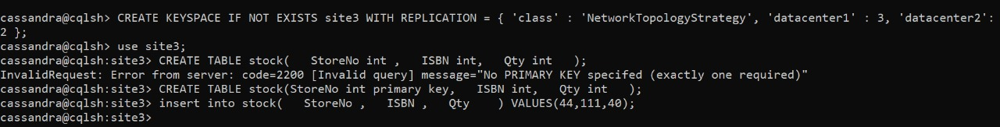 cassandra@cqlsh> CREATE KEYSPACE IF NOT EXISTS site3 WITH REPLICATION = { 'class' : 'NetworkTopologyStrategy', 'datacenter1' : 3, 'datacenter2':
2 };
cassandra@cqlsh> use site3;
cassandra@cqlsh:site3> CREATE TABLE stock(   StoreNo int ,   ISBN int,   Qty int   );
InvalidRequest: Error from server: code=2200 [Invalid query] message="No PRIMARY KEY specifed (exactly one required)"
cassandra@cqlsh:site3> CREATE TABLE stock(StoreNo int primary key,   ISBN int,   Qty int   );
cassandra@cqlsh:site3> insert into stock(   StoreNo ,   ISBN ,   Qty    ) VALUES(44,111,40);
cassandra@cqlsh:site3>